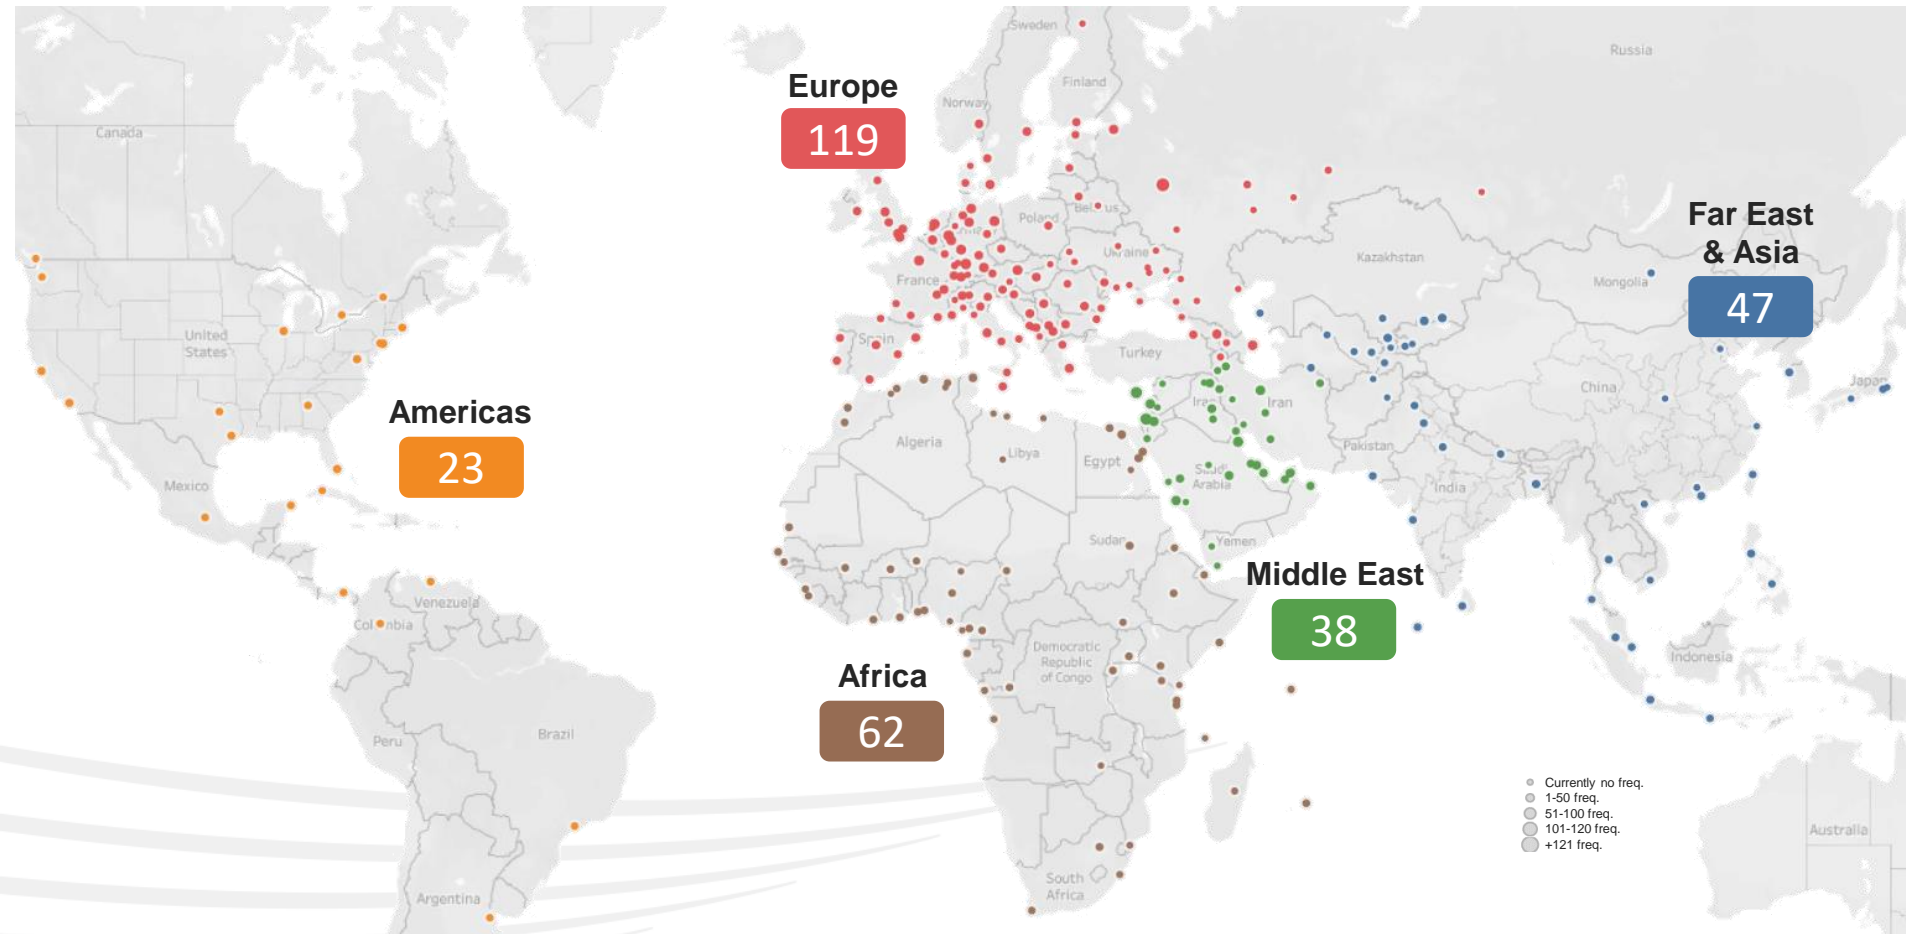 Sweden
Russia
Finland
Europe
119
Norway
Canada
Poland
Belarus
Far East
& Asia
47
Ukraine
Kazakhstan
Mongolia
France
United
States
Spain
Turkey
Americas
23
China
Japan
Iraq
Iran
Algeria
Libya
Egypt
Pakistan
Mexico
Saudi
Arabia
India
Sudan
Yemen
Middle East
38
Venezuela
Colombia
Democratic
Republic
of Congo
Indonesia
Africa
62
Brazil
Peru
Currently no freq.
1-50 freq.
51-100 freq.
101-120 freq.
+121 freq.
Australia
South
Africa
Argentina